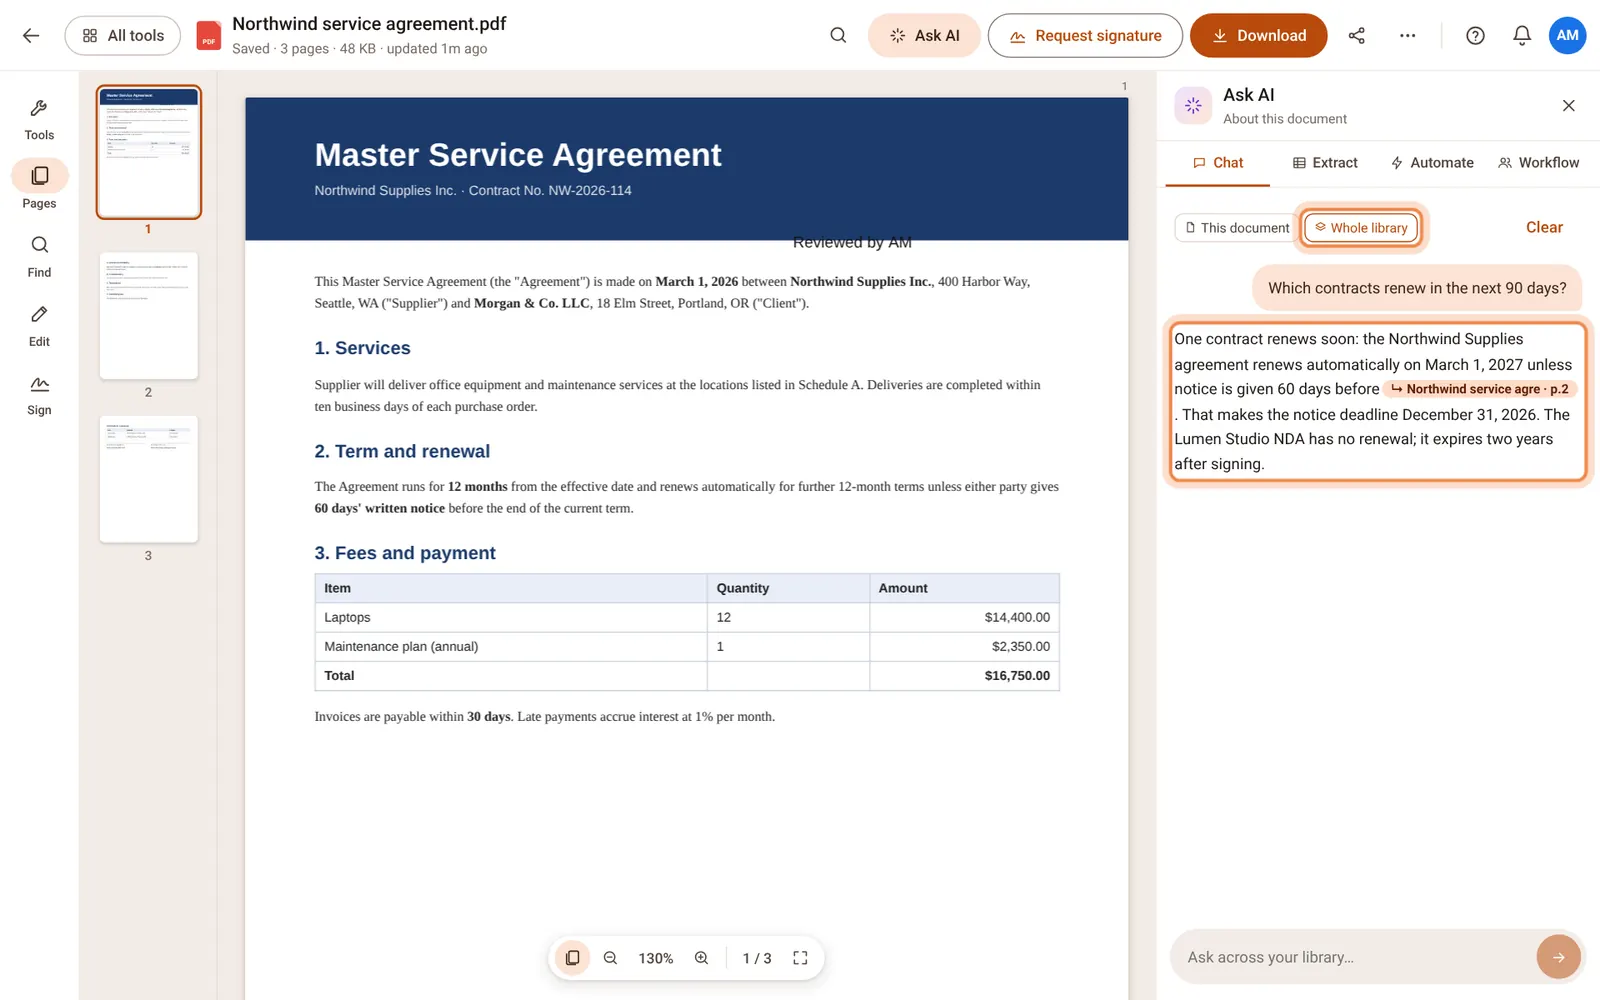 All tools
PDF
Northwind service agreement.pdf
Saved · 3 pages · 48 KB · updated 1m ago
Ask AI
Request signature
Download
AM
Tools
Pages
Find
Edit
Sign
1
2
3
1
Master Service Agreement
Northwind Supplies Inc. · Contract No. NW-2026-114
Reviewed by AM
This Master Service Agreement (the "Agreement") is made on March 1, 2026 between Northwind Supplies Inc., 400 Harbor Way,
Seattle, WA ("Supplier") and Morgan & Co. LLC, 18 Elm Street, Portland, OR ("Client").
1. Services
Supplier will deliver office equipment and maintenance services at the locations listed in Schedule A. Deliveries are completed within
ten business days of each purchase order.
2. Term and renewal
The Agreement runs for 12 months from the effective date and renews automatically for further 12-month terms unless either party gives
60 days' written notice before the end of the current term.
3. Fees and payment
Item Quantity Amount
Laptops 12 $14,400.00
Maintenance plan (annual) 1 $2,350.00
Total $16,750.00
Invoices are payable within 30 days. Late payments accrue interest at 1% per month.
130%
1 / 3
Ask AI
About this document
Chat
Extract
Automate
Workflow
This document
Whole library
Clear
Which contracts renew in the next 90 days?
One contract renews soon: the Northwind Supplies
agreement renews automatically on March 1, 2027 unless
notice is given 60 days before Northwind service agre · p.2
. That makes the notice deadline December 31, 2026. The
Lumen Studio NDA has no renewal; it expires two years
after signing.
Ask across your library…